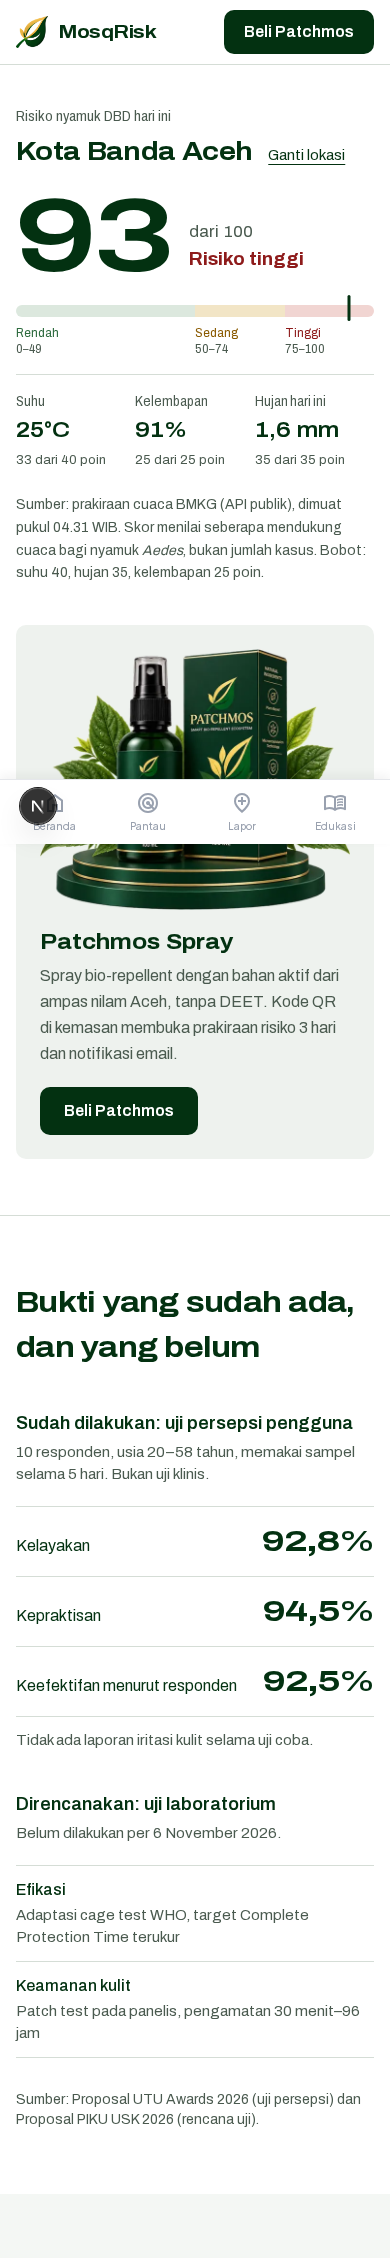 MosqRisk
Beli Patchmos
Risiko nyamuk DBD hari ini
Kota Banda Aceh
Ganti lokasi
93
dari 100
Risiko tinggi
Rendah
0–49
Sedang
50–74
Tinggi
75–100
Suhu
25°C
33 dari 40 poin
Kelembapan
91%
25 dari 25 poin
Hujan hari ini
1,6 mm
35 dari 35 poin
Sumber: prakiraan cuaca BMKG (API publik), dimuat
pukul 04.31 WIB. Skor menilai seberapa mendukung
cuaca bagi nyamuk Aedes, bukan jumlah kasus. Bobot:
suhu 40, hujan 35, kelembapan 25 poin.
PATCHMOS
N
Beranda
Pantau
Lapor
Edukasi
Patchmos Spray
Spray bio-repellent dengan bahan aktif dari
ampas nilam Aceh, tanpa DEET. Kode QR
di kemasan membuka prakiraan risiko 3 hari
dan notifikasi email.
Beli Patchmos
Bukti yang sudah ada,
dan yang belum
Sudah dilakukan: uji persepsi pengguna
10 responden, usia 20–58 tahun, memakai sampel
selama 5 hari. Bukan uji klinis.
Kelayakan
92,8%
Kepraktisan
94,5%
Keefektifan menurut responden
92,5%
Tidak ada laporan iritasi kulit selama uji coba.
Direncanakan: uji laboratorium
Belum dilakukan per 6 November 2026.
Efikasi
Adaptasi cage test WHO, target Complete
Protection Time terukur
Keamanan kulit
Patch test pada panelis, pengamatan 30 menit–96
jam
Sumber: Proposal UTU Awards 2026 (uji persepsi) dan
Proposal PIKU USK 2026 (rencana uji).